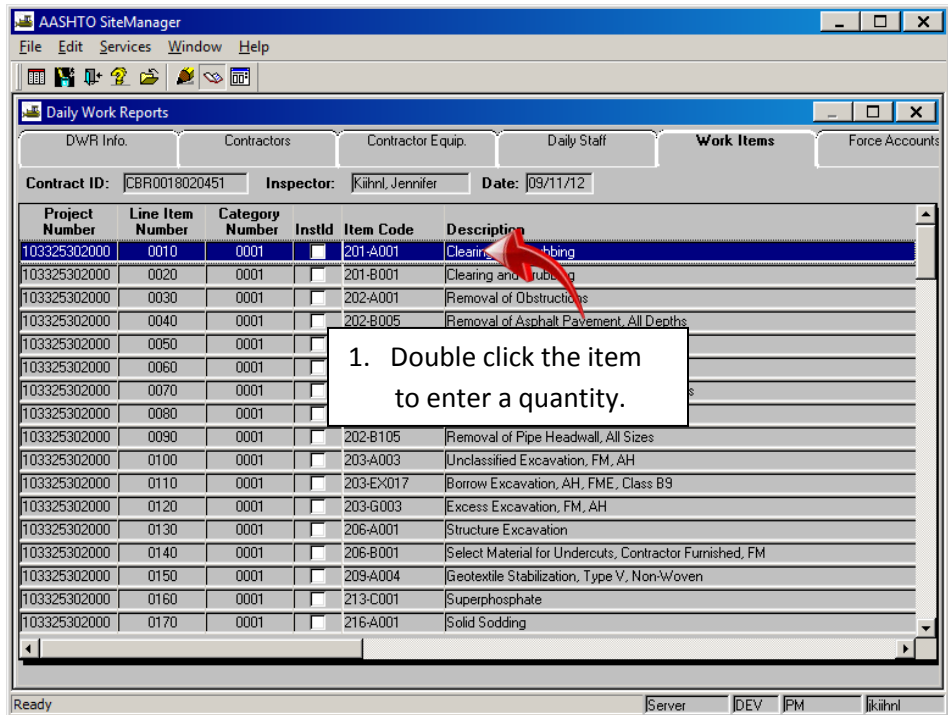 AASHTO SiteManager
File Edit Services Window Help
Daily Work Reports
DWR Info. Contractors Contractor Equip. Daily Staff Work Items Force Accounts
Contract ID: CBR0018020451 Inspector: Kiihnl, Jennifer Date: 09/11/12
Project Number Line Item Number Category Number Instld Item Code Description
103325302000 0010 0001 201-A001 Clearing bbing
103325302000 0020 0001 201-B001 Clearing and rubbing
103325302000 0030 0001 202-A001 Removal of Obstructions
103325302000 0040 0001 202-B005 Removal of Asphalt Pavement, All Depths
103325302000 0050 0001
103325302000 0060 0001
103325302000 0070 0001 s
103325302000 0080 0001
1. Double click the item
to enter a quantity.
103325302000 0090 0001 202-B105 Removal of Pipe Headwall, All Sizes
103325302000 0100 0001 203-A003 Unclassified Excavation, FM, AH
103325302000 0110 0001 203-EX017 Borrow Excavation, AH, FME, Class B9
103325302000 0120 0001 203-G003 Excess Excavation, FM, AH
103325302000 0130 0001 206-A001 Structure Excavation
103325302000 0140 0001 206-B001 Select Material for Undercuts, Contractor Furnished, FM
103325302000 0150 0001 209-A004 Geotextile Stabilization, Type V, Non-Woven
103325302000 0160 0001 213-C001 Superphosphate
103325302000 0170 0001 216-A001 Solid Sodding
Ready Server DEV PM jkiihnl